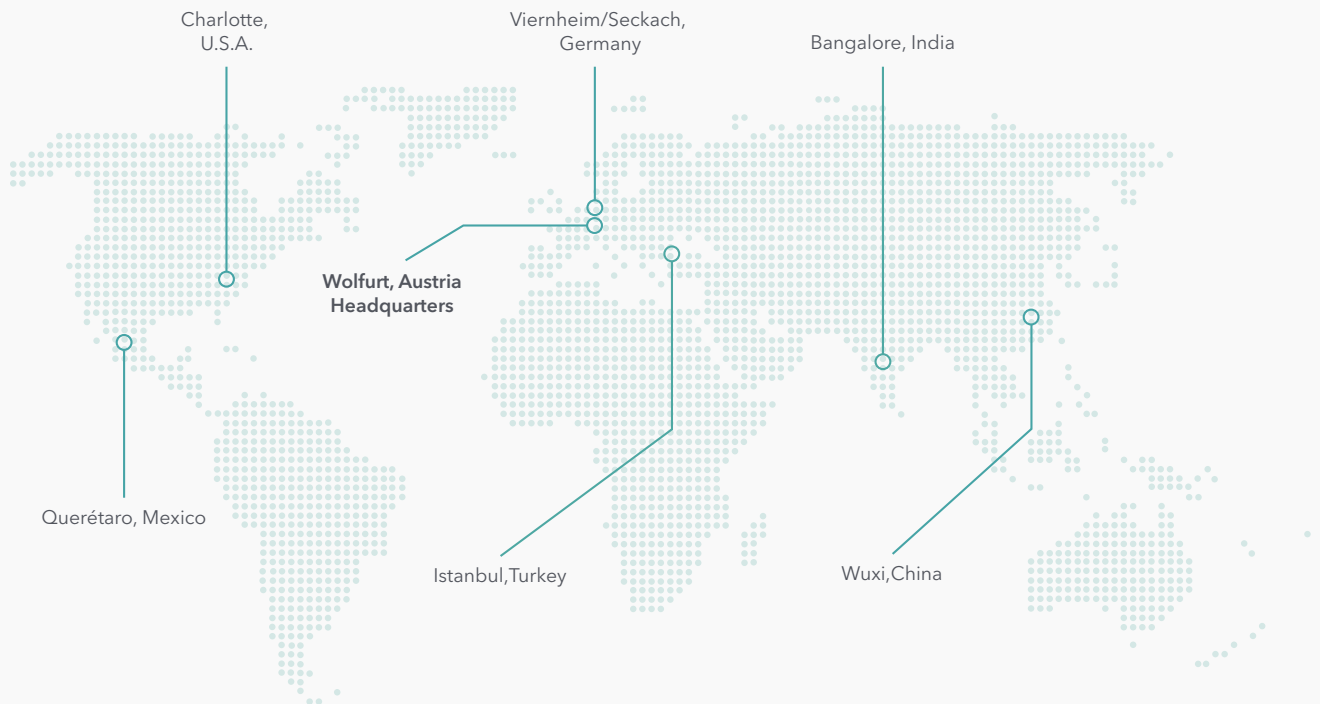 Charlotte,
U.S.A.
Viernheim/Seckach,
Germany
Bangalore, India
Wolfurt, Austria
Headquarters
Querétaro, Mexico
Istanbul,Turkey
Wuxi,China